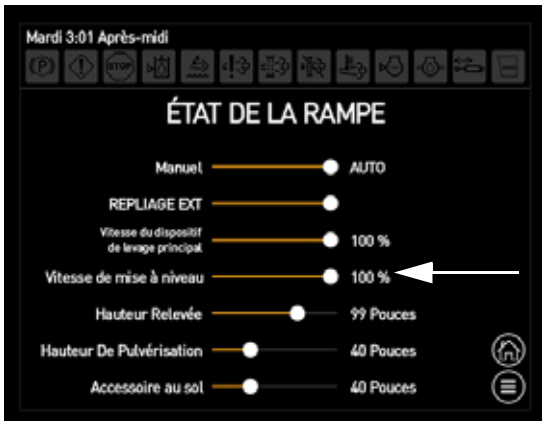 Mardi 3:01 Après-midi
(P) STOP
ÉTAT DE LA RAMPE
Manuel AUTO
REPLIAGE EXT
Vitesse du dispositif
de levage principal 100 %
Vitesse de mise à niveau 100 %
Hauteur Relevée 99 Pouces
Hauteur De Pulvérisation 40 Pouces
Accessoire au sol 40 Pouces